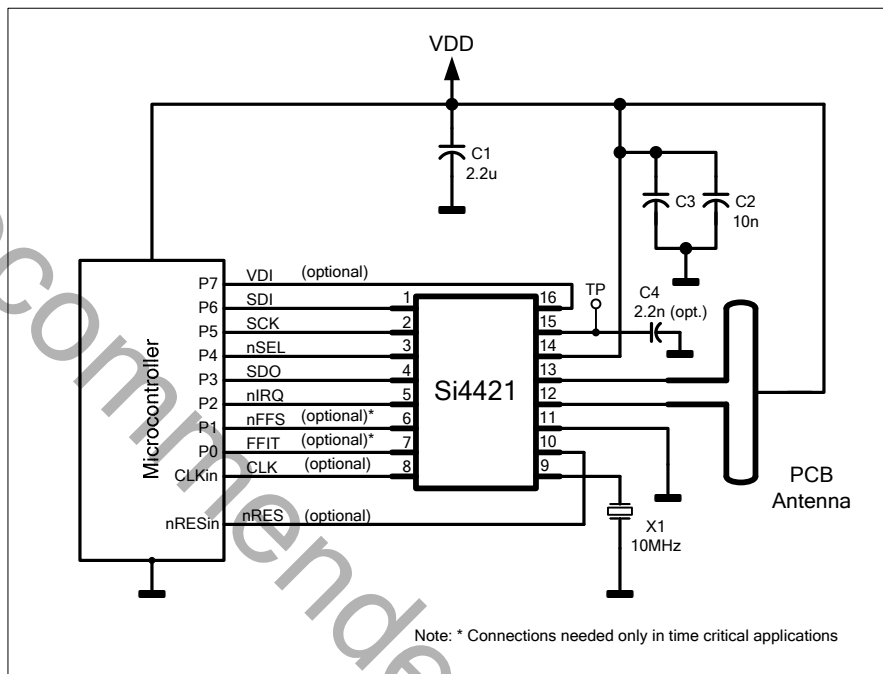 VDD
C1
2.2u
C3
C2
10n
Microcontroller
P7 VDI (optional)
P6 SDI 1
P5 SCK 2
P4 nSEL 3
P3 SDO 4
P2 nIRQ 5
P1 nFFS (optional)* 6
P0 FFIT (optional)* 7
CLKin CLK (optional) 8
nRESin nRES (optional)
Si4421
16
15
14
13
12
11
10
9
TP
C4
2.2n (opt.)
PCB
Antenna
X1
10MHz
Note: * Connections needed only in time critical applications
ecommende